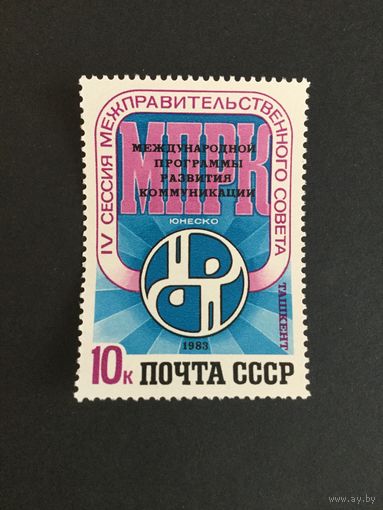 IV СЕССИЯ МЕЖПРАВИТЕЛЬСТВЕННОГО СОВЕТА
МПРК
МЕЖДУНАРОДНОЙ
ПРОГРАММЫ
РАЗВИТИЯ
КОММУНИКАЦИИ
ЮНЕСКО
ТАШКЕНТ
1983
10к ПОЧТА СССР
www.ay.by